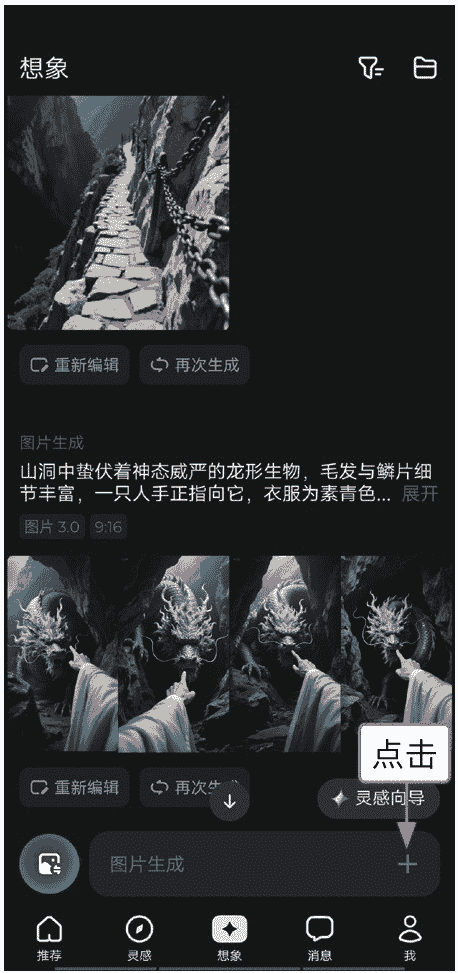 想象
重新编辑
再次生成
图片生成
山洞中蛰伏着神态威严的龙形生物，毛发与鳞片细
节丰富，一只人手正指向它，衣服为素青色... 展开
图片 3.0 9:16
点击
重新编辑
再次生成
灵感向导
图片生成
推荐
灵感
想象
消息
我